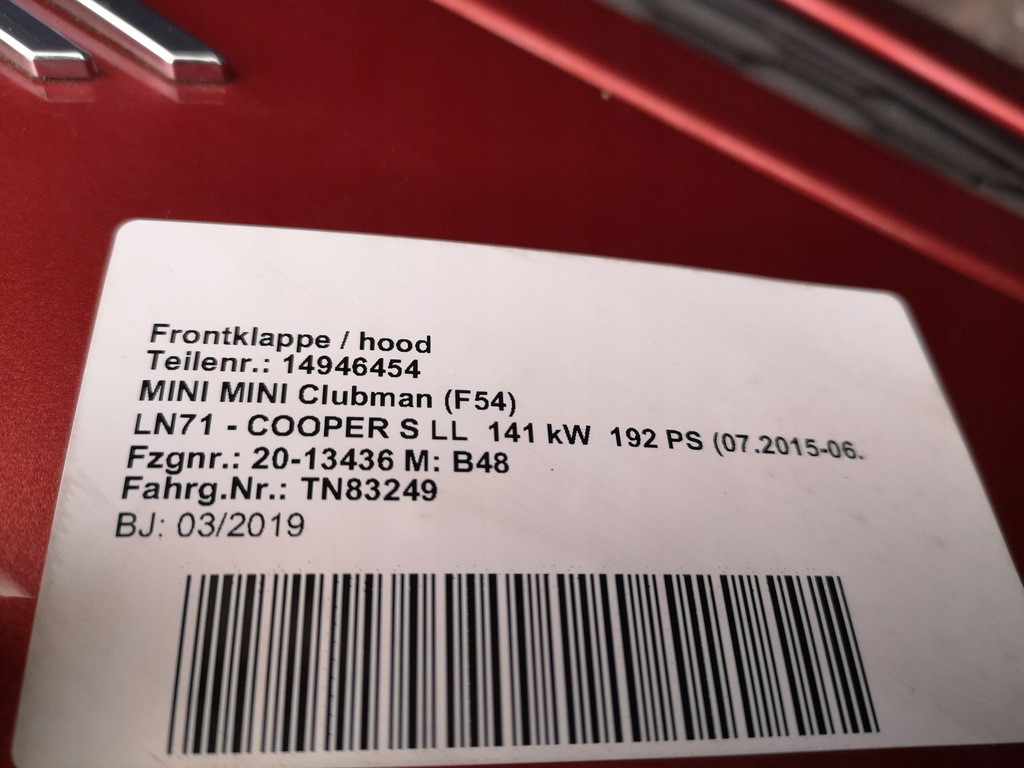 Frontklappe / hood
Teilenr.: 14946454
MINI MINI Clubman (F54)
LN71 - COOPER S LL 141 kW 192 PS (07.2015-06.
Fzgnr.: 20-13436 M: B48
Fahrg.Nr.: TN83249
BJ: 03/2019